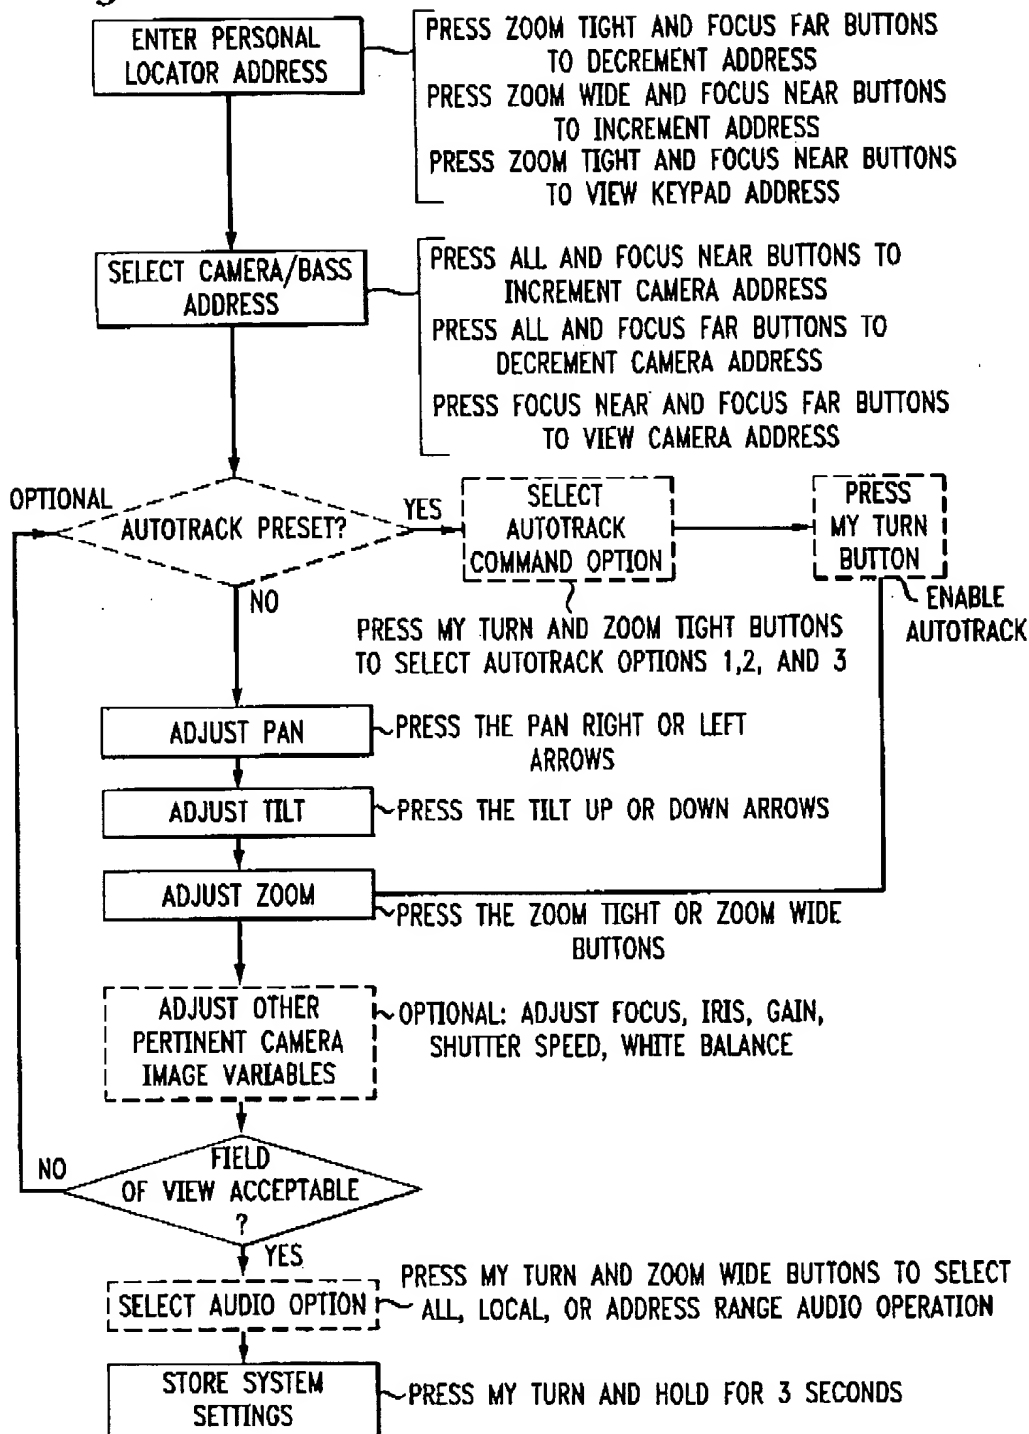 ENTER PERSONAL
LOCATOR ADDRESS
PRESS ZOOM TIGHT AND FOCUS FAR BUTTONS
TO DECREMENT ADDRESS
PRESS ZOOM WIDE AND FOCUS NEAR BUTTONS
TO INCREMENT ADDRESS
PRESS ZOOM TIGHT AND FOCUS NEAR BUTTONS
TO VIEW KEYPAD ADDRESS
SELECT CAMERA/BASS
ADDRESS
PRESS ALL AND FOCUS NEAR BUTTONS TO
INCREMENT CAMERA ADDRESS
PRESS ALL AND FOCUS FAR BUTTONS TO
DECREMENT CAMERA ADDRESS
PRESS FOCUS NEAR AND FOCUS FAR BUTTONS
TO VIEW CAMERA ADDRESS
OPTIONAL
AUTOTRACK PRESET?
YES
NO
SELECT
AUTOTRACK
COMMAND OPTION
PRESS
MY TURN
BUTTON
ENABLE
AUTOTRACK
PRESS MY TURN AND ZOOM TIGHT BUTTONS
TO SELECT AUTOTRACK OPTIONS 1,2, AND 3
ADJUST PAN
PRESS THE PAN RIGHT OR LEFT
ARROWS
ADJUST TILT
PRESS THE TILT UP OR DOWN ARROWS
ADJUST ZOOM
PRESS THE ZOOM TIGHT OR ZOOM WIDE
BUTTONS
ADJUST OTHER
PERTINENT CAMERA
IMAGE VARIABLES
OPTIONAL: ADJUST FOCUS, IRIS, GAIN,
SHUTTER SPEED, WHITE BALANCE
NO
FIELD
OF VIEW ACCEPTABLE
?
YES
SELECT AUDIO OPTION
PRESS MY TURN AND ZOOM WIDE BUTTONS TO SELECT
ALL, LOCAL, OR ADDRESS RANGE AUDIO OPERATION
STORE SYSTEM
SETTINGS
PRESS MY TURN AND HOLD FOR 3 SECONDS